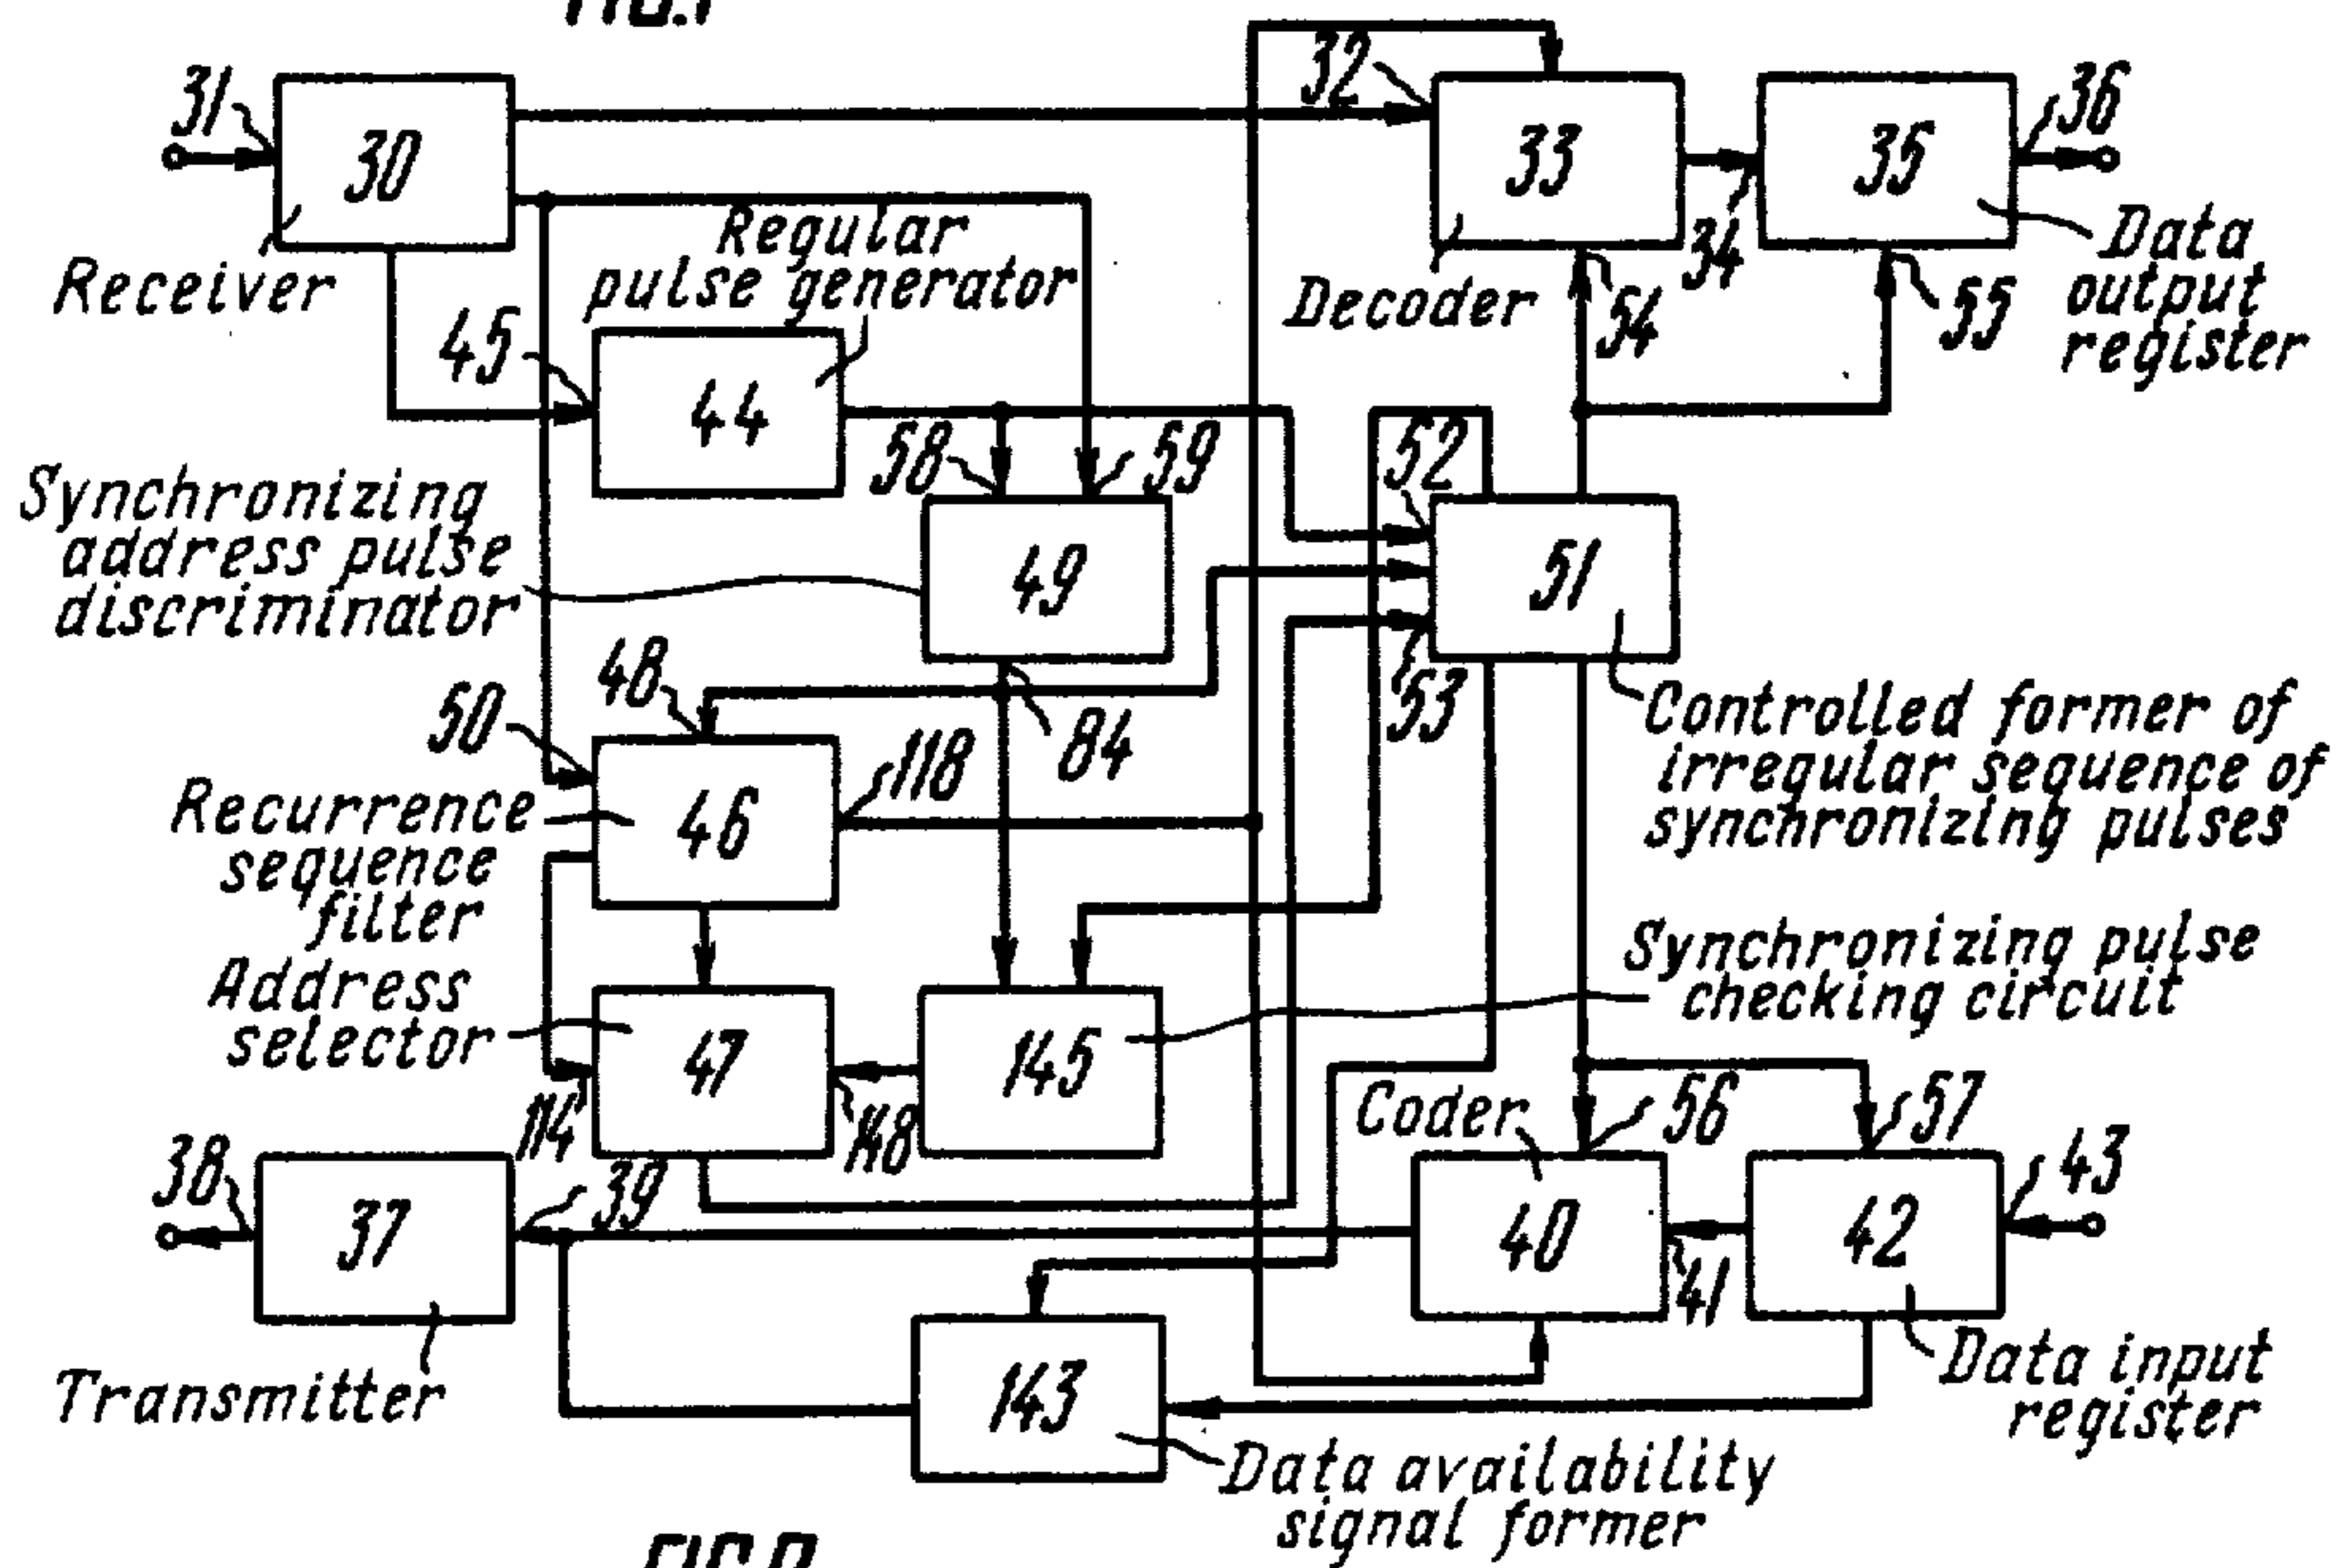 31
30
Receiver
32
33
Decoder
34
35
36
Data
output
register
54
55
Regular
pulse generator
45
44
58
59
52
51
53
Synchronizing
address pulse
discriminator
49
48
50
84
118
Recurrence
sequence
filter
46
Controlled former of
irregular sequence of
synchronizing pulses
Address
selector
47
145
Synchronizing pulse
checking circuit
114
148
Coder
56
57
38
37
39
40
41
42
43
Transmitter
143
Data input
register
Data availability
signal former